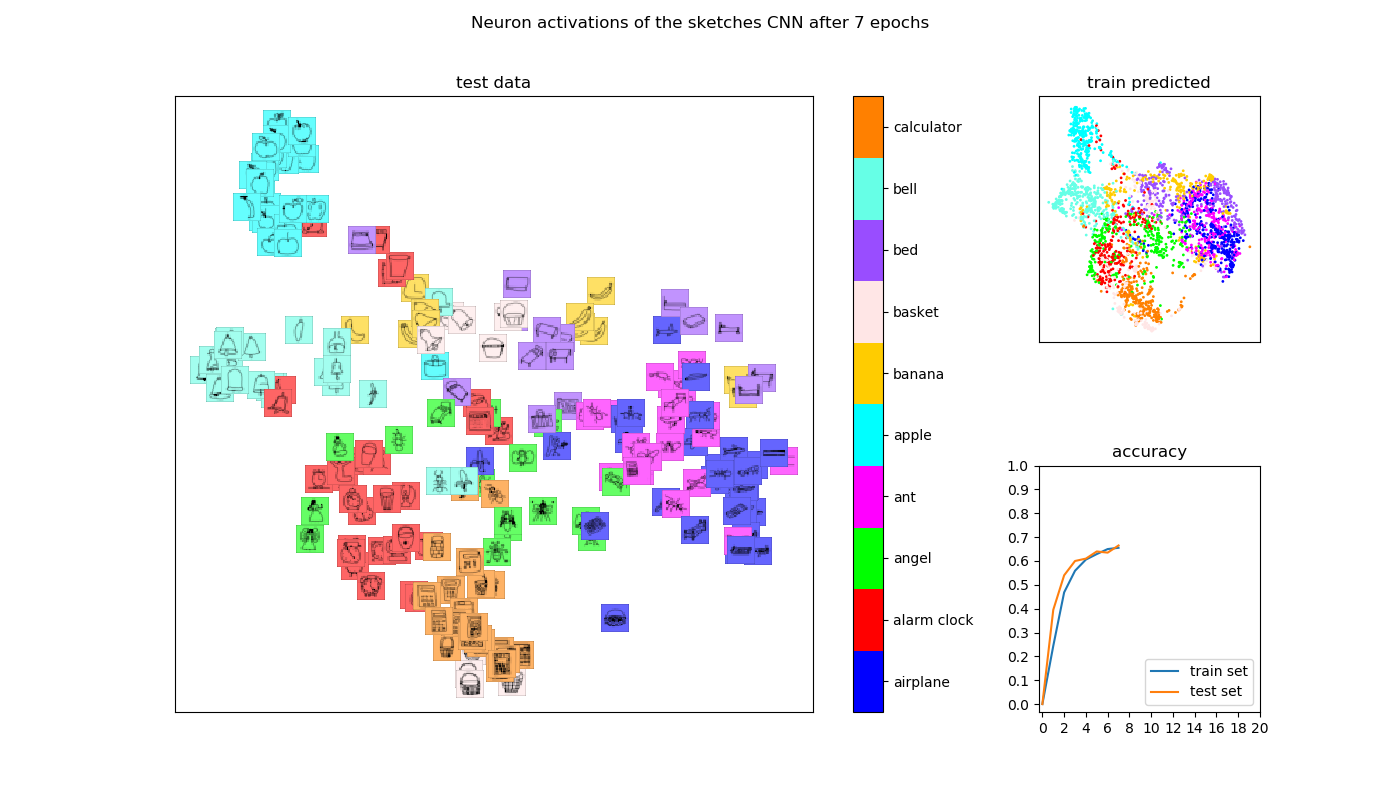 Neuron activations of the sketches CNN after 7 epochs
test data
calculator
bell
bed
basket
banana
apple
ant
angel
alarm clock
airplane
train predicted
accuracy
1.0
0.9
0.8
0.7
0.6
0.5
0.4
0.3
0.2
0.1
0.0
train set
test set
0 2 4 6 8 10 12 14 16 18 20